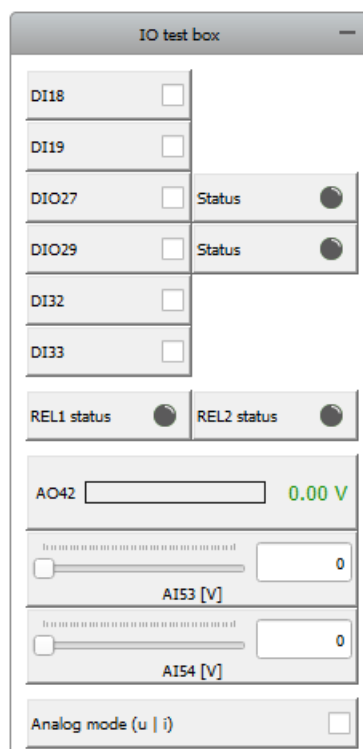 IO test box
DI18
DI19
DIO27 Status
DIO29 Status
DI32
DI33
REL1 status REL2 status
AO42 0.00 V
0
AI53 [V]
0
AI54 [V]
Analog mode (u | i)